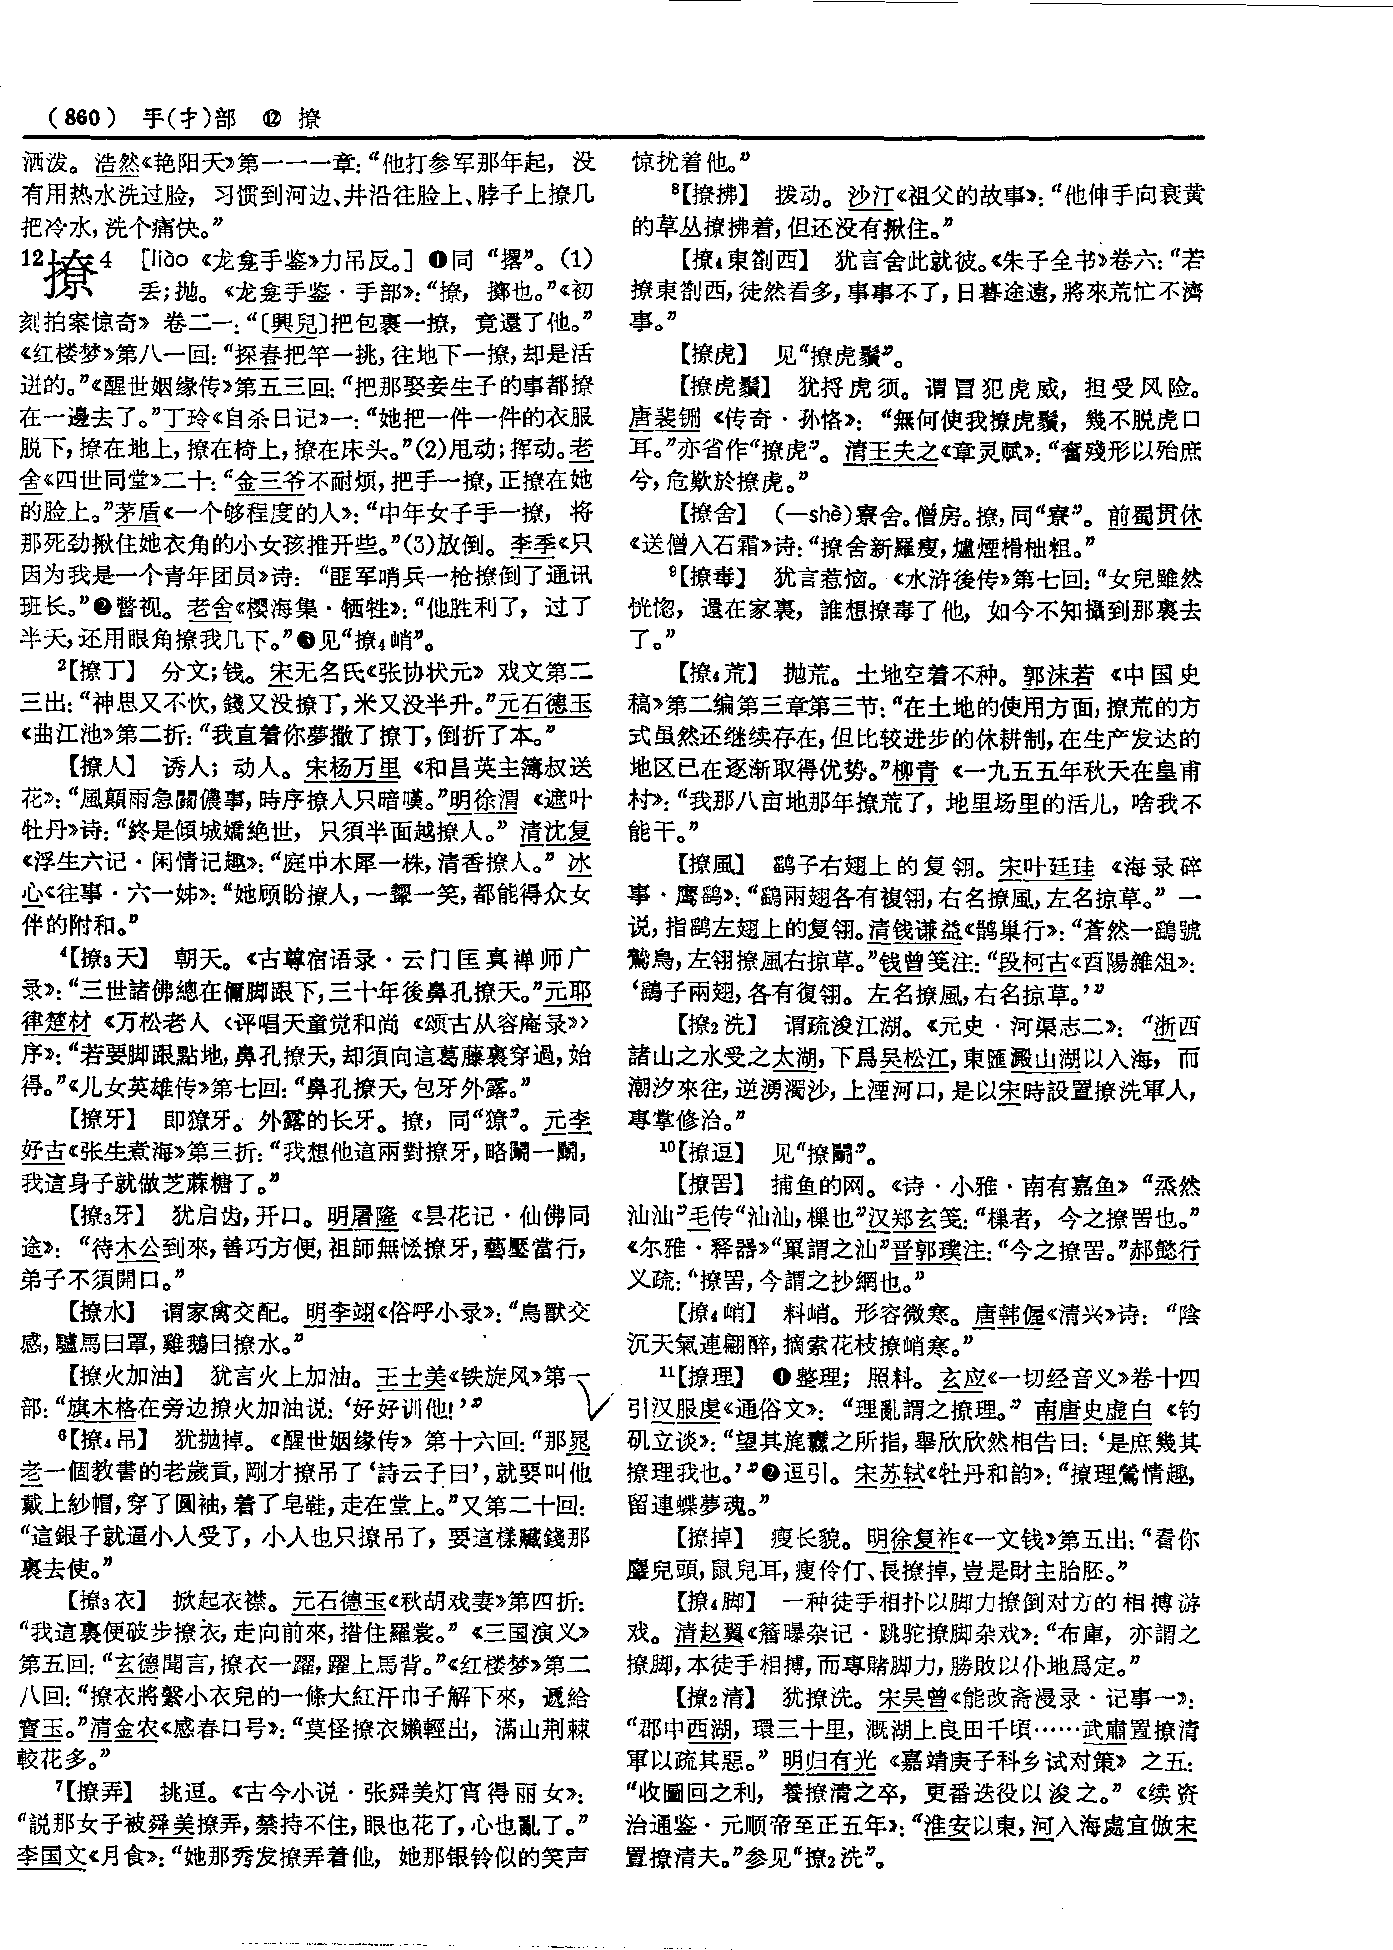 （860） 手(扌)部 ⑫ 撩
洒泼。浩然《艳阳天》第一一一章：“他打参军那年起，没
有用热水洗过脸，习惯到河边、井沿往脸上、脖子上撩几
把冷水，洗个痛快。”
12撩4 [liào《龙龛手鉴》力吊反。]❶同“撂”。(1)
丢；抛。《龙龛手鉴·手部》：“撩，擲也。”《初
刻拍案惊奇》卷二一：“〔興兒〕把包裹一撩，竟還了他。”
《红楼梦》第八一回：“探春把竿一挑，往地下一撩，却是活
迸的。”《醒世姻缘传》第五三回：“把那娶妾生子的事都撩
在一邊去了。”丁玲《自杀日记》一：“她把一件一件的衣服
脱下，撩在地上，撩在椅上，撩在床头。”(2)甩动；挥动。老
舍《四世同堂》二十：“金三爷不耐烦，把手一撩，正撩在她
的脸上。”茅盾《一个够程度的人》：“中年女子手一撩，将
那死劲揪住她衣角的小女孩推开些。”(3)放倒。李季《只
因为我是一个青年团员》诗：“匪军哨兵一枪撩倒了通讯
班长。”❷瞥视。老舍《樱海集·牺牲》：“他胜利了，过了
半天，还用眼角撩我几下。”❸见“撩4峭”。
2【撩丁】 分文；钱。宋无名氏《张协状元》戏文第二
三出：“神思又不忺，錢又没撩丁，米又没半升。”元石德玉
《曲江池》第二折：“我直着你夢撒了撩丁，倒折了本。”
【撩人】 诱人；动人。宋杨万里《和昌英主簿叔送
花》：“風顛雨急關儂事，時序撩人只暗嘆。”明徐渭《遮叶
牡丹》诗：“終是傾城嬌絶世，只須半面越撩人。”清沈复
《浮生六记·闲情记趣》：“庭中木犀一株，清香撩人。”冰
心《往事·六一姊》：“她顾盼撩人，一颦一笑，都能得众女
伴的附和。”
4【撩3天】 朝天。《古尊宿语录·云门匡真禅师广
录》：“三世諸佛總在儞脚跟下，三十年後鼻孔撩天。”元耶
律楚材《万松老人〈评唱天童觉和尚《颂古从容庵录》〉
序》：“若要脚跟點地，鼻孔撩天，却須向這葛藤裏穿過，始
得。”《儿女英雄传》第七回：“鼻孔撩天，包牙外露。”
【撩牙】 即獠牙。外露的长牙。撩，同“獠”。元李
好古《张生煮海》第三折：“我想他這兩對撩牙，略關一關，
我這身子就做芝蔴糖了。”
【撩3牙】 犹启齿，开口。明屠隆《昙花记·仙佛同
途》：“待木公到來，善巧方便，祖師無恡撩牙，藝壓當行，
弟子不須開口。”
【撩水】 谓家禽交配。明李翊《俗呼小录》：“鳥獸交
感，驢馬曰罩，雞鵝曰撩水。”
【撩火加油】 犹言火上加油。王士美《铁旋风》第一
部：“旗木格在旁边撩火加油说：‘好好训他！’”
6【撩4吊】 犹抛掉。《醒世姻缘传》第十六回：“那晁
老一個教書的老歲貢，剛才撩吊了‘詩云子曰’，就要叫他
戴上紗帽，穿了圓袖，着了皂鞋，走在堂上。”又第二十回：
“這銀子就逼小人受了，小人也只撩吊了，要這樣贓錢那
裏去使。”
【撩3衣】 掀起衣襟。元石德玉《秋胡戏妻》第四折：
“我這裏便破步撩衣，走向前來，揝住羅裳。”《三国演义》
第五回：“玄德聞言，撩衣一躍，躍上馬背。”《红楼梦》第二
八回：“撩衣將繫小衣兒的一條大紅汗巾子解下來，遞給
寶玉。”清金农《感春口号》：“莫怪撩衣嬾輕出，滿山荆棘
較花多。”
7【撩弄】 挑逗。《古今小说·张舜美灯宵得丽女》：
“説那女子被舜美撩弄，禁持不住，眼也花了，心也亂了。”
李国文《月食》：“她那秀发撩弄着他，她那银铃似的笑声
惊扰着他。”
8【撩拂】 拨动。沙汀《祖父的故事》：“他伸手向衰黄
的草丛撩拂着，但还没有揪住。”
【撩4東劄西】 犹言舍此就彼。《朱子全书》卷六：“若
撩東劄西，徒然看多，事事不了，日暮途遠，將來荒忙不濟
事。”
【撩虎】 见“撩虎鬚”。
【撩虎鬚】 犹捋虎须。谓冒犯虎威，担受风险。
唐裴铏《传奇·孙恪》：“無何使我撩虎鬚，幾不脱虎口
耳。”亦省作“撩虎”。清王夫之《章灵赋》：“奮殘形以殆庶
兮，危歎於撩虎。”
【撩舍】 (—shè)寮舍。僧房。撩，同“寮”。前蜀贯休
《送僧入石霜》诗：“撩舍新羅瘦，爐煙榾柮粗。”
9【撩毒】 犹言惹恼。《水浒後传》第七回：“女兒雖然
恍惚，還在家裏，誰想撩毒了他，如今不知攝到那裏去
了。”
【撩4荒】 抛荒。土地空着不种。郭沫若《中国史
稿》第二编第三章第三节：“在土地的使用方面，撩荒的方
式虽然还继续存在，但比较进步的休耕制，在生产发达的
地区已在逐渐取得优势。”柳青《一九五五年秋天在皇甫
村》：“我那八亩地那年撩荒了，地里场里的活儿，啥我不
能干。”
【撩風】 鹞子右翅上的复翎。宋叶廷珪《海录碎
事·鹰鹞》：“鷂兩翅各有複翎，右名撩風，左名掠草。”一
说，指鹞左翅上的复翎。清钱谦益《鹊巢行》：“蒼然一鷂號
鷙鳥，左翎撩風右掠草。”钱曾笺注：“段柯古《酉陽雜俎》：
‘鷂子兩翅，各有復翎。左名撩風，右名掠草。’”
【撩2洗】 谓疏浚江湖。《元史·河渠志二》：“浙西
諸山之水受之太湖，下爲吴松江，東匯澱山湖以入海，而
潮汐來往，逆湧濁沙，上湮河口，是以宋時設置撩洗軍人，
專掌修治。”
10【撩逗】 见“撩鬭”。
【撩罟】 捕鱼的网。《诗·小雅·南有嘉鱼》“烝然
汕汕”毛传“汕汕，樔也”汉郑玄笺：“樔者，今之撩罟也。”
《尔雅·释器》“罺謂之汕”晋郭璞注：“今之撩罟。”郝懿行
义疏：“撩罟，今謂之抄網也。”
【撩4峭】 料峭。形容微寒。唐韩偓《清兴》诗：“陰
沉天氣連翩醉，摘索花枝撩峭寒。”
11【撩理】 ❶整理；照料。玄应《一切经音义》卷十四
引汉服虔《通俗文》：“理亂謂之撩理。”南唐史虚白《钓
矶立谈》：“望其旄纛之所指，舉欣欣然相告曰：‘是庶幾其
撩理我也。’”❷逗引。宋苏轼《牡丹和韵》：“撩理鶯情趣，
留連蝶夢魂。”
【撩掉】 瘦长貌。明徐复祚《一文钱》第五出：“看你
麞兒頭，鼠兒耳，瘦伶仃、長撩掉，豈是財主胎胚。”
【撩4脚】 一种徒手相扑以脚力撩倒对方的相搏游
戏。清赵翼《簷曝杂记·跳驼撩脚杂戏》：“布庫，亦謂之
撩脚，本徒手相搏，而專賭脚力，勝敗以仆地爲定。”
【撩2清】 犹撩洗。宋吴曾《能改斋漫录·记事一》：
“郡中西湖，環三十里，溉湖上良田千頃……武肅置撩清
軍以疏其惡。”明归有光《嘉靖庚子科乡试对策》之五：
“收圖回之利，養撩清之卒，更番迭役以浚之。”《续资
治通鉴·元顺帝至正五年》：“淮安以東，河入海處宜倣宋
置撩清夫。”参见“撩2洗”。